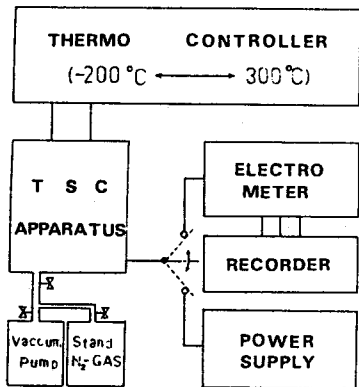 THERMO CONTROLLER
(-200 °C ⟷ 300 °C)
T S C
APPARATUS
ELECTRO
METER
RECORDER
POWER
SUPPLY
Vaccum.
Pump
Stand
N₂-GAS